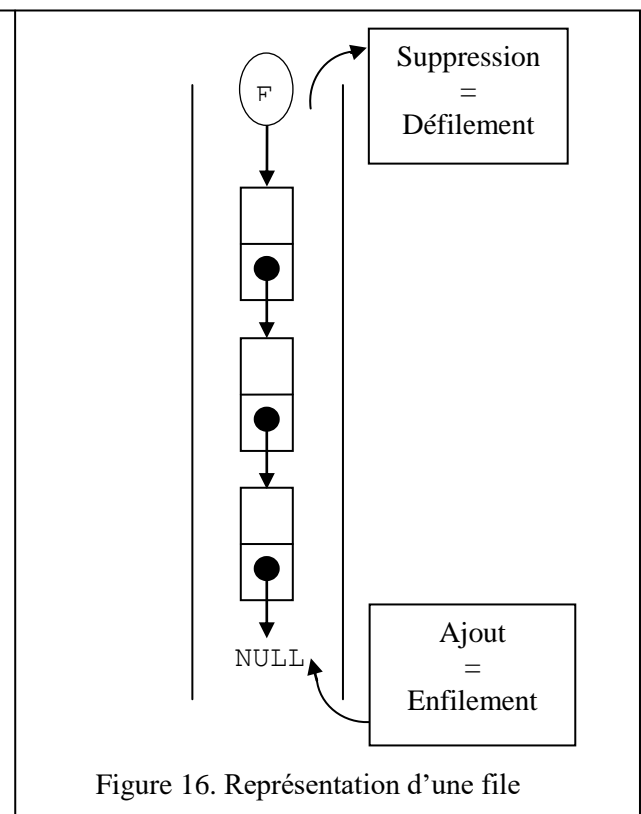 F
Suppression
=
Défilement
NULL
Ajout
=
Enfilement
Figure 16. Représentation d'une file